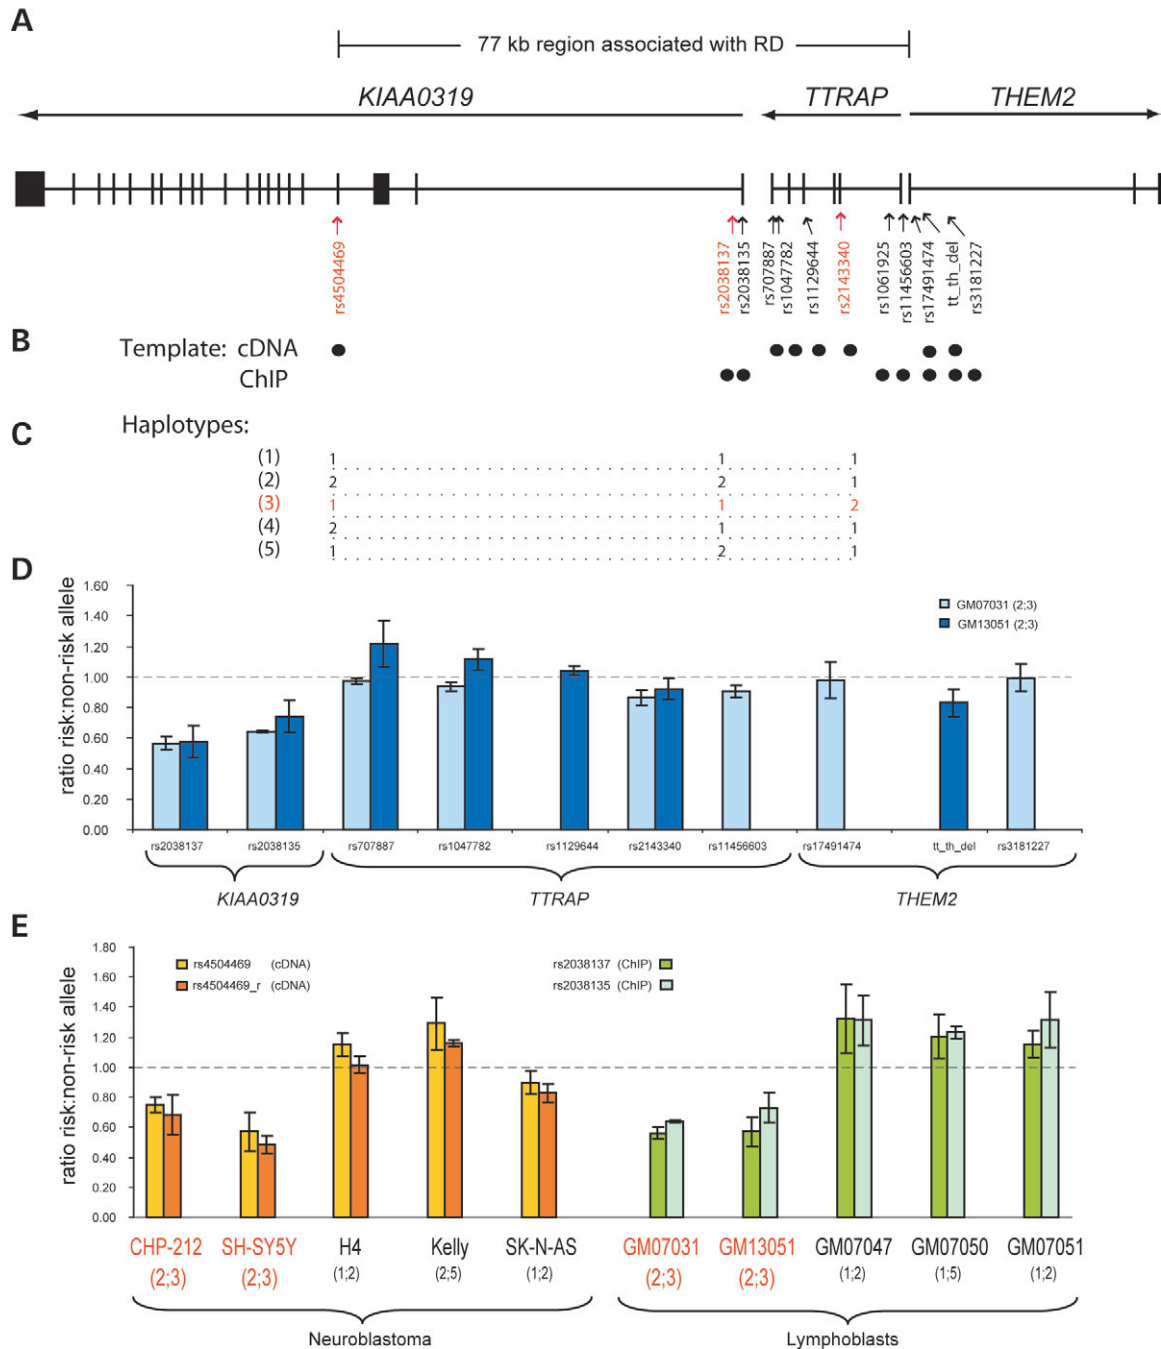 A
77 kb region associated with RD
KIAA0319 TTRAP THEM2
rs4504469 rs2038137 rs2038135 rs707887 rs1047782 rs1129644 rs2143340 rs1061925 rs11456603 rs17491474 tt_th_del rs3181227
B
Template: cDNA
ChIP
C
Haplotypes:
(1) 1 1 1
(2) 2 2 1
(3) 1 1 2
(4) 2 1 1
(5) 1 2 1
D
ratio risk:non-risk allele
1.60
1.40
1.20
1.00
0.80
0.60
0.40
0.20
0.00
GM07031 (2;3)
GM13051 (2;3)
rs2038137 rs2038135 rs707887 rs1047782 rs1129644 rs2143340 rs11456603 rs17491474 tt_th_del rs3181227
KIAA0319 TTRAP THEM2
E
ratio risk:non-risk allele
1.80
1.60
1.40
1.20
1.00
0.80
0.60
0.40
0.20
0.00
rs4504469 (cDNA)
rs4504469_r (cDNA)
rs2038137 (ChIP)
rs2038135 (ChIP)
CHP-212 SH-SY5Y H4 Kelly SK-N-AS GM07031 GM13051 GM07047 GM07050 GM07051
(2;3) (2;3) (1;2) (2;5) (1;2) (2;3) (2;3) (1;2) (1;5) (1;2)
Neuroblastoma Lymphoblasts